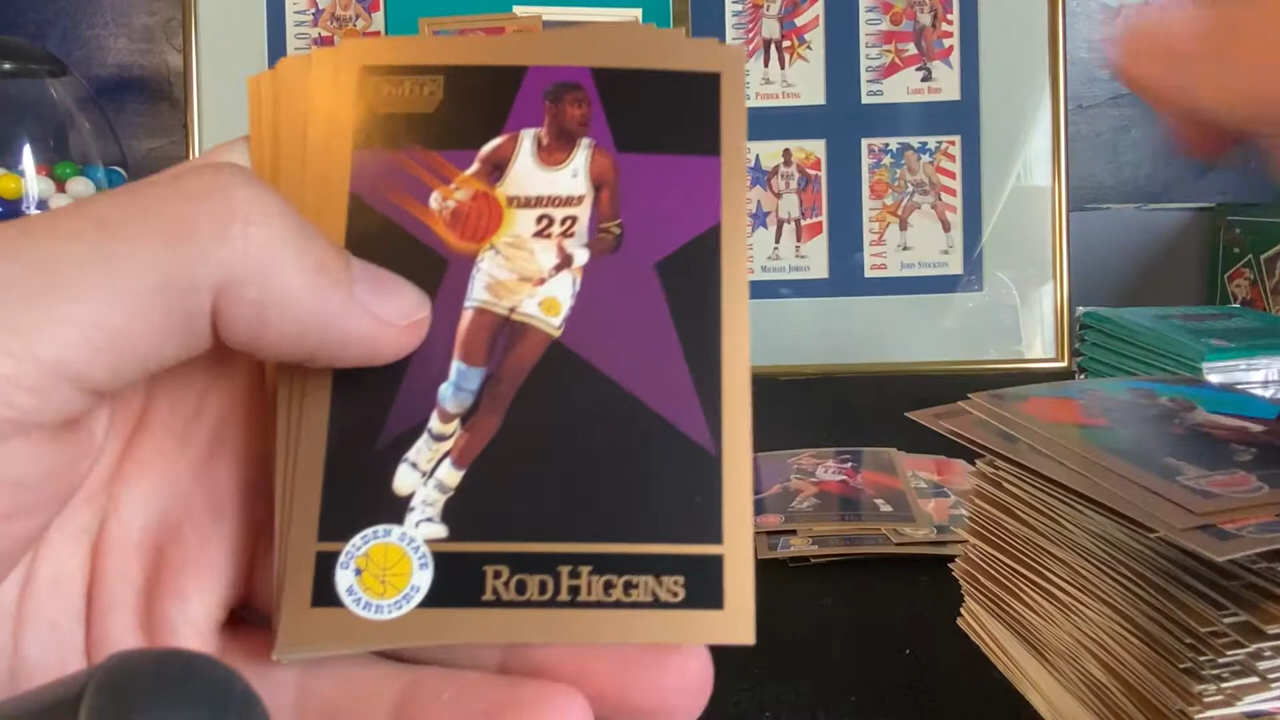 BARCELONA
PATRICK EWING
BARCELONA
LARRY BIRD
MICHAEL JORDAN
BARCELONA
JOHN STOCKTON
WARRIORS
22
GOLDEN STATE
WARRIORS
ROD HIGGINS